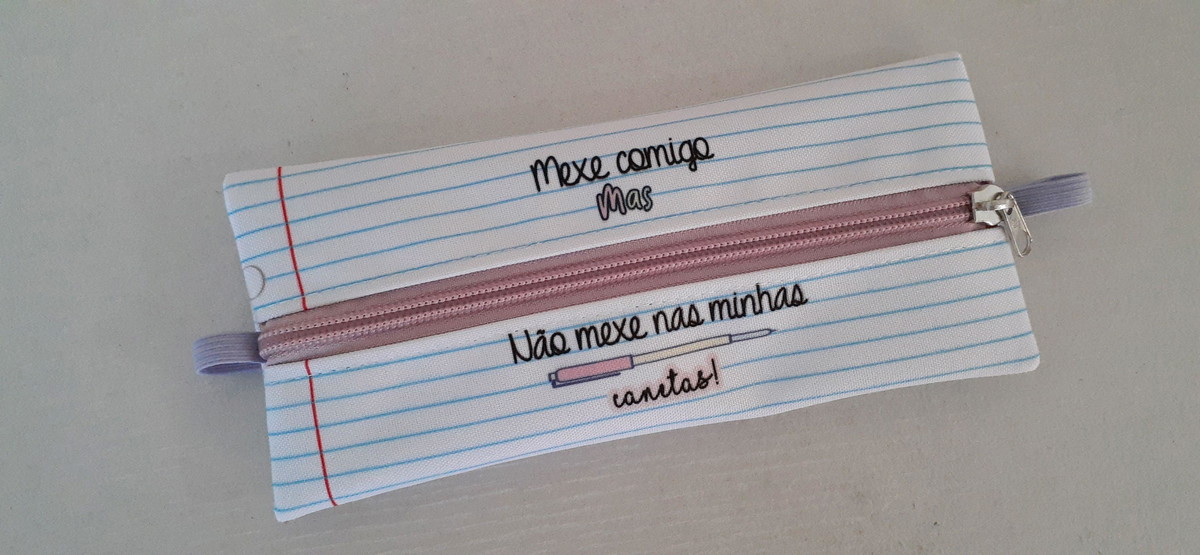 Mexe comigo
Mas
Não mexe nas minhas
canetas!